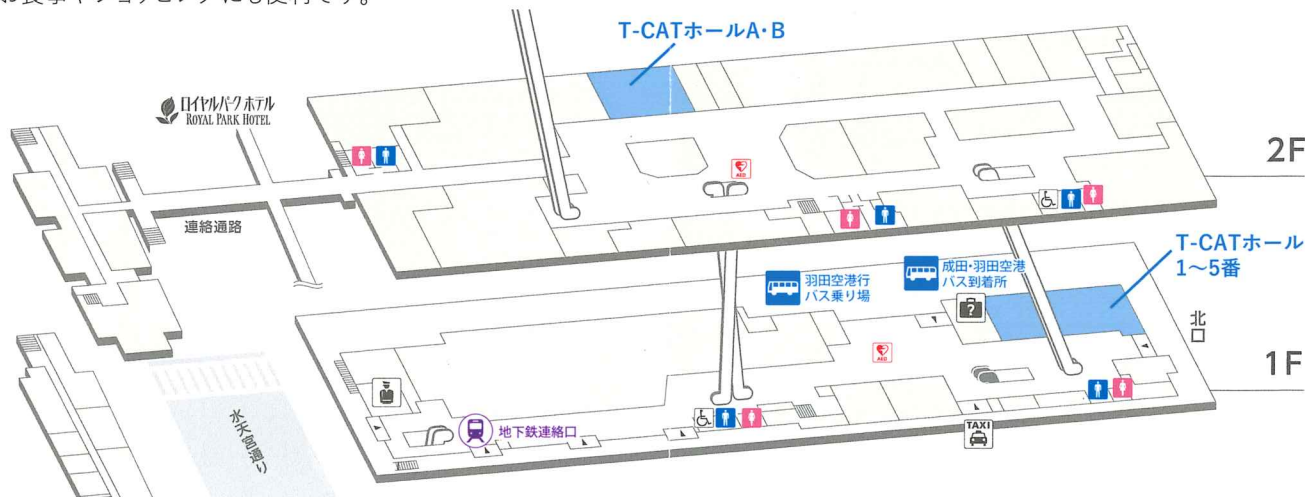 お食事やショッピングにも便利です。
T-CATホールA・B
ロイヤルパークホテル
ROYAL PARK HOTEL
AED
2F
連絡通路
羽田空港行
バス乗り場
成田・羽田空港
バス到着所
T-CATホール
1〜5番
北口
?
AED
1F
水天宮通り
地下鉄連絡口
TAXI